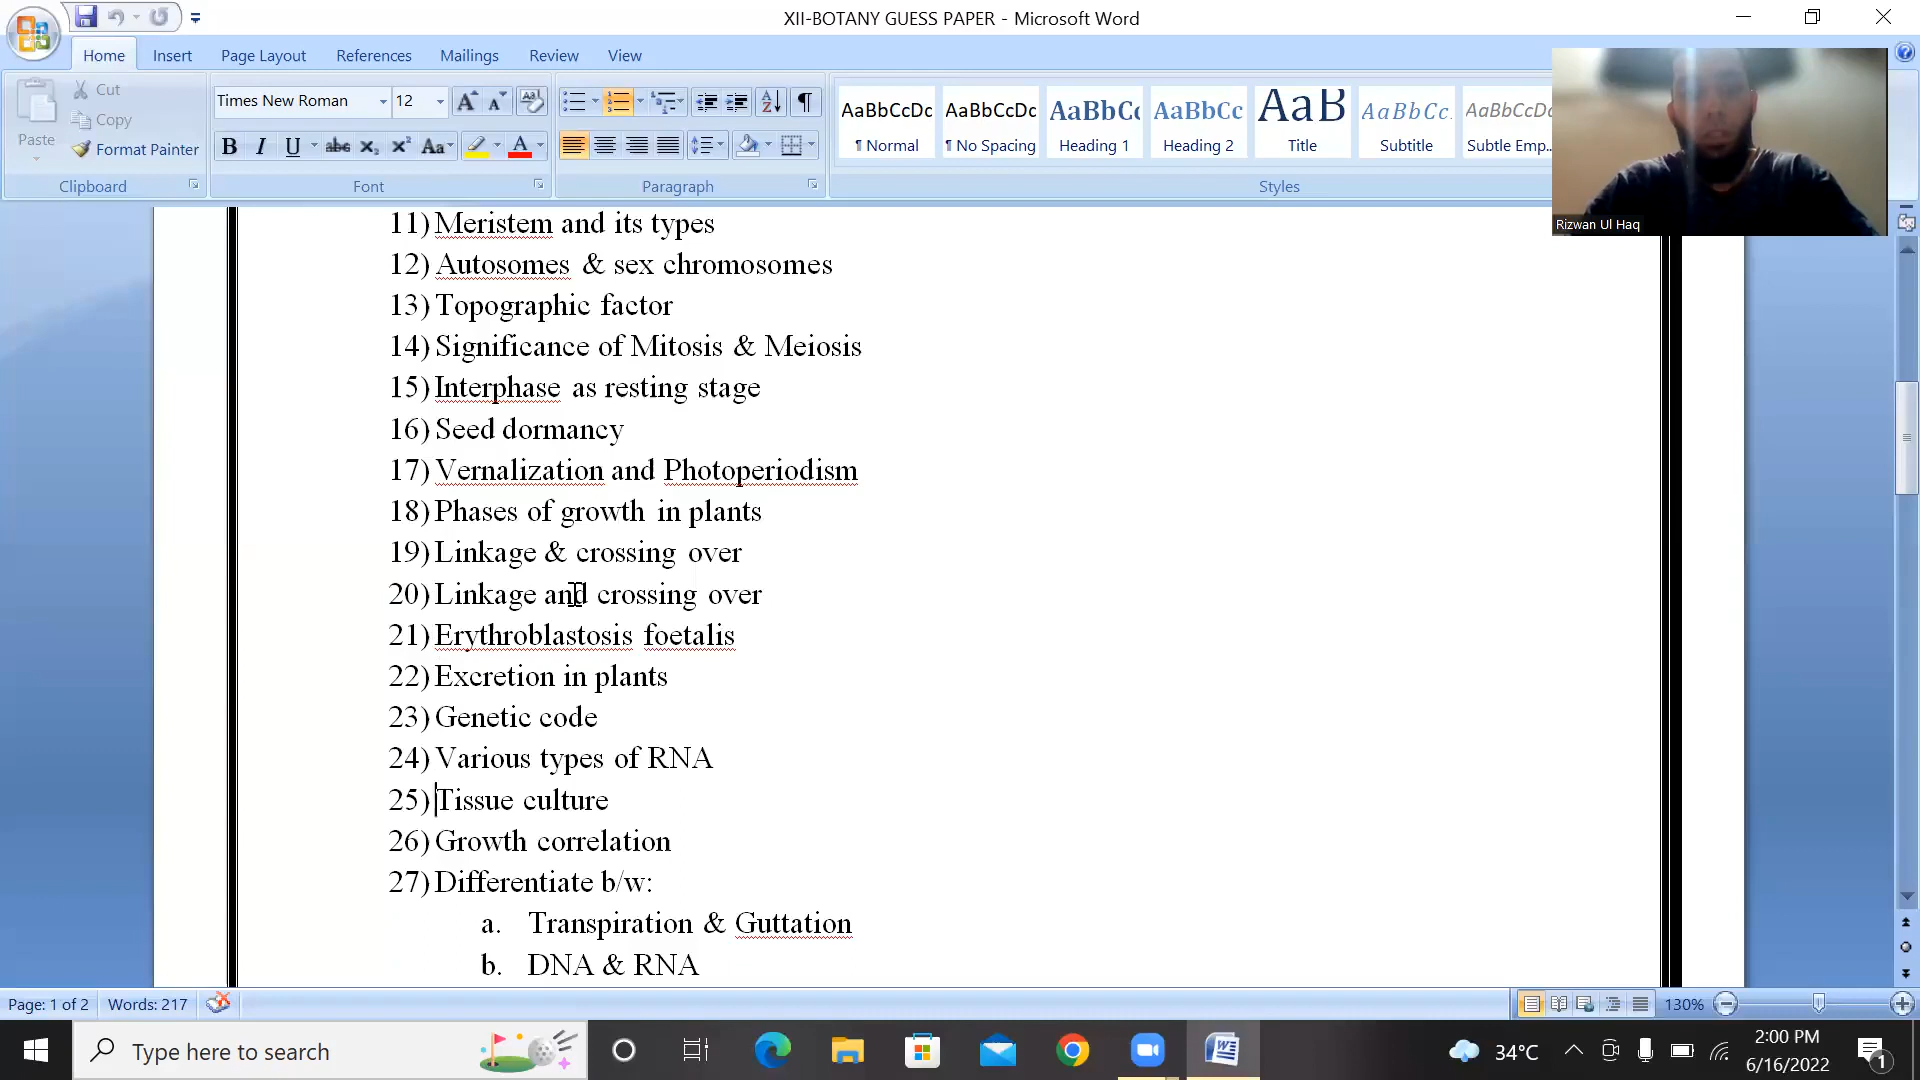 XII-BOTANY GUESS PAPER - Microsoft Word
Home Insert Page Layout References Mailings Review View
Paste
Cut
Copy
Format Painter
Clipboard
Times New Roman 12
Font
Paragraph
AaBbCcDc AaBbCcDc AaBbC AaBbCc AaB AaBbCc. AaBbCcDc
¶ Normal ¶ No Spacing Heading 1 Heading 2 Title Subtitle Subtle Emp...
Styles
Rizwan Ul Haq
11) Meristem and its types
12) Autosomes & sex chromosomes
13) Topographic factor
14) Significance of Mitosis & Meiosis
15) Interphase as resting stage
16) Seed dormancy
17) Vernalization and Photoperiodism
18) Phases of growth in plants
19) Linkage & crossing over
20) Linkage and crossing over
21) Erythroblastosis foetalis
22) Excretion in plants
23) Genetic code
24) Various types of RNA
25) Tissue culture
26) Growth correlation
27) Differentiate b/w:
a. Transpiration & Guttation
b. DNA & RNA
Page: 1 of 2 Words: 217 130%
Type here to search
34°C
2:00 PM
6/16/2022
1